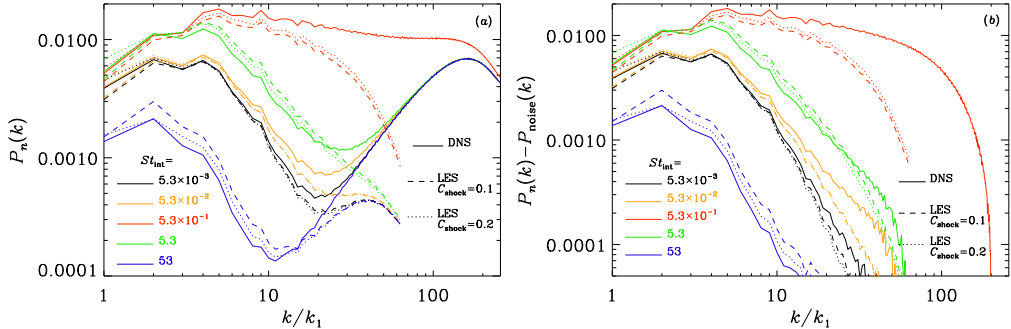 (a)
0.0100
0.0010
0.0001
P_n(k)
St_int=
5.3×10⁻³
5.3×10⁻²
5.3×10⁻¹
5.3
53
DNS
LES
C_shock=0.1
LES
C_shock=0.2
1 10 100
k/k₁
(b)
0.0100
0.0010
0.0001
P_n(k)−P_noise(k)
St_int=
5.3×10⁻³
5.3×10⁻²
5.3×10⁻¹
5.3
53
DNS
LES
C_shock=0.1
LES
C_shock=0.2
1 10 100
k/k₁